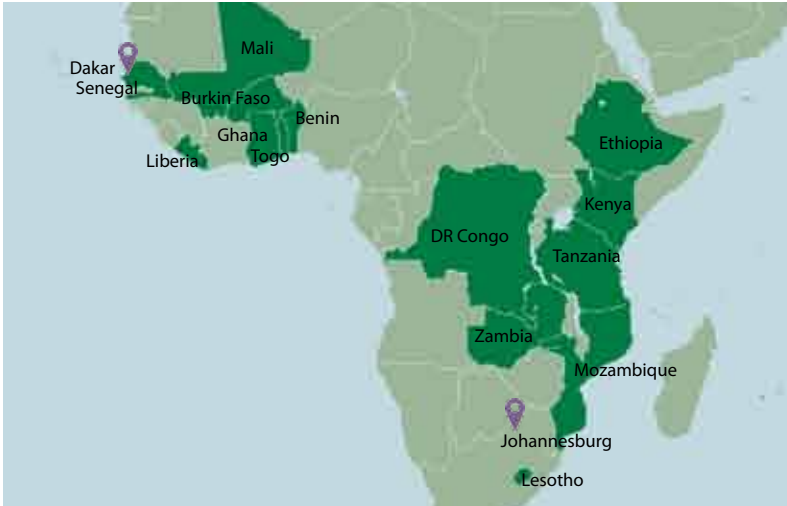 Mali
Dakar
Senegal
Burkin Faso
Benin
Ghana
Togo
Liberia
Ethiopia
Kenya
DR Congo
Tanzania
Zambia
Mozambique
Johannesburg
Lesotho